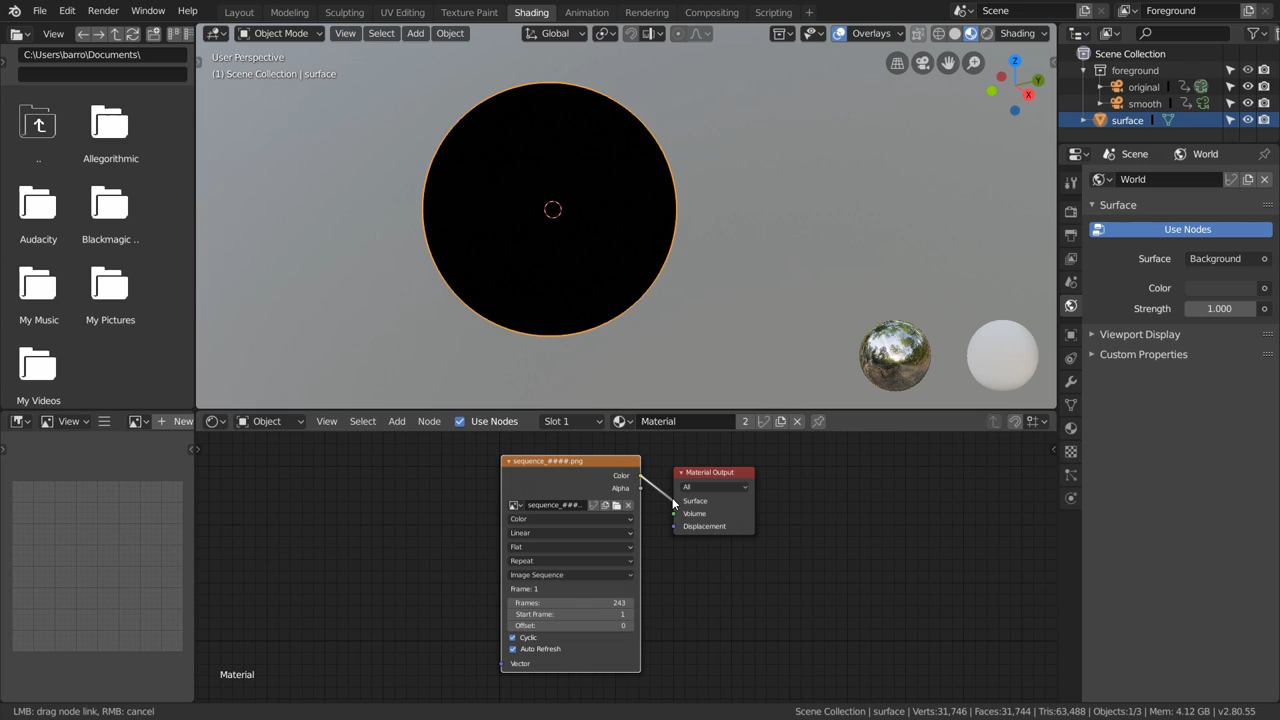 File Edit Render Window Help Layout Modeling Sculpting UV Editing Texture Paint Shading Animation Rendering Compositing Scripting Scene Foreground
View Object Mode View Select Add Object Global Overlays Shading
C:\Users\barro\Documents\
User Perspective
(1) Scene Collection | surface
..
Allegorithmic
Audacity
Blackmagic ..
My Music
My Pictures
My Videos
Z
Y
X
Scene Collection
foreground
original
smooth
surface
Scene World
World
Surface
Use Nodes
Surface Background
Color
Strength 1.000
Viewport Display
Custom Properties
View New Object View Select Add Node Use Nodes Slot 1 Material 2
sequence_####.png
Color
Alpha
sequence_###..
Color
Linear
Flat
Repeat
Image Sequence
Frame: 1
Frames: 243
Start Frame: 1
Offset: 0
Cyclic
Auto Refresh
Vector
Material Output
All
Surface
Volume
Displacement
Material
LMB: drag node link, RMB: cancel
Scene Collection | surface | Verts:31,746 | Faces:31,744 | Tris:63,488 | Objects:1/3 | Mem: 4.12 GB | v2.80.55